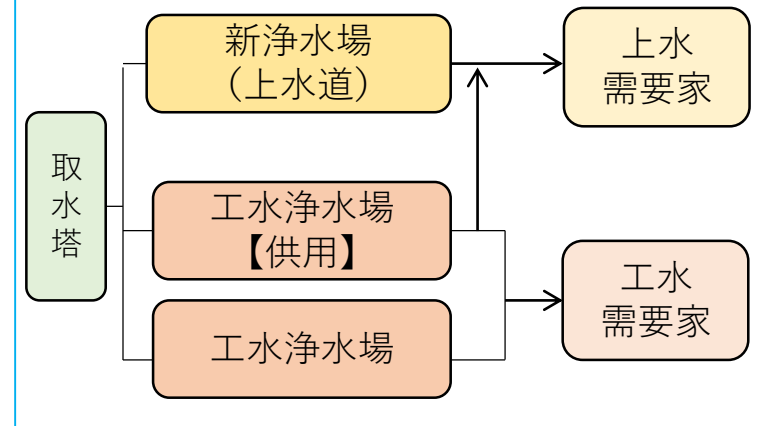 新浄水場
（上水道）
上水
需要家
取水塔
工水浄水場
【供用】
工水浄水場
工水
需要家